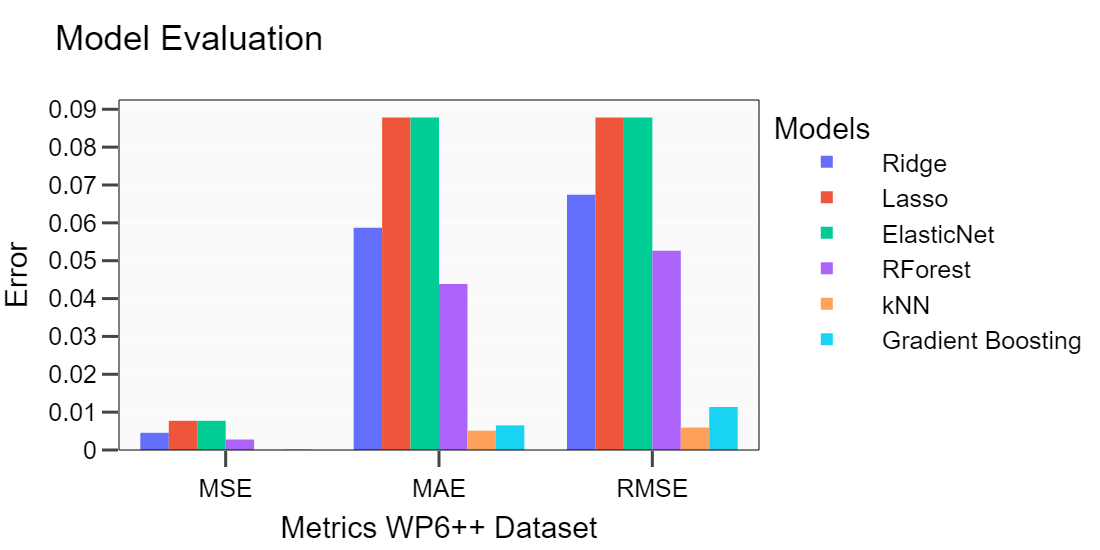 Model Evaluation
0.09
0.08
0.07
0.06
0.05
0.04
0.03
0.02
0.01
0
Error
MSE
MAE
RMSE
Metrics WP6++ Dataset
Models
Ridge
Lasso
ElasticNet
RForest
kNN
Gradient Boosting